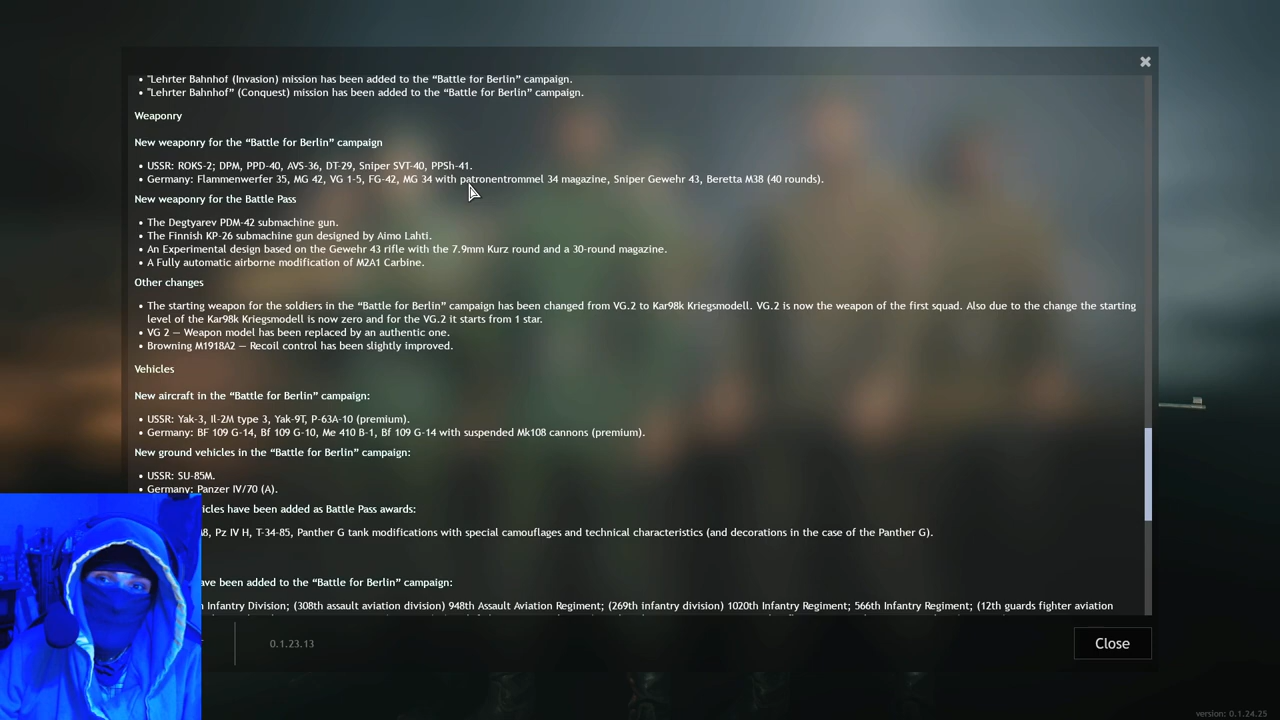 • "Lehrter Bahnhof (Invasion) mission has been added to the “Battle for Berlin” campaign.
• "Lehrter Bahnhof” (Conquest) mission has been added to the “Battle for Berlin” campaign.
Weaponry
New weaponry for the “Battle for Berlin” campaign
• USSR: ROKS-2; DPM, PPD-40, AVS-36, DT-29, Sniper SVT-40, PPSh-41.
• Germany: Flammenwerfer 35, MG 42, VG 1-5, FG-42, MG 34 with patronentrommel 34 magazine, Sniper Gewehr 43, Beretta M38 (40 rounds).
New weaponry for the Battle Pass
• The Degtyarev PDM-42 submachine gun.
• The Finnish KP-26 submachine gun designed by Aimo Lahti.
• An Experimental design based on the Gewehr 43 rifle with the 7.9mm Kurz round and a 30-round magazine.
• A Fully automatic airborne modification of M2A1 Carbine.
Other changes
• The starting weapon for the soldiers in the “Battle for Berlin” campaign has been changed from VG.2 to Kar98k Kriegsmodell. VG.2 is now the weapon of the first squad. Also due to the change the starting
level of the Kar98k Kriegsmodell is now zero and for the VG.2 it starts from 1 star.
• VG 2 — Weapon model has been replaced by an authentic one.
• Browning M1918A2 — Recoil control has been slightly improved.
Vehicles
New aircraft in the “Battle for Berlin” campaign:
• USSR: Yak-3, Il-2M type 3, Yak-9T, P-63A-10 (premium).
• Germany: BF 109 G-14, Bf 109 G-10, Me 410 B-1, Bf 109 G-14 with suspended Mk108 cannons (premium).
New ground vehicles in the “Battle for Berlin” campaign:
• USSR: SU-85M.
• Germany: Panzer IV/70 (A).
have been added as Battle Pass awards:
Pz IV H, T-34-85, Panther G tank modifications with special camouflages and technical characteristics (and decorations in the case of the Panther G).
been added to the “Battle for Berlin” campaign:
Infantry Division; (308th assault aviation division) 948th Assault Aviation Regiment; (269th infantry division) 1020th Infantry Regiment; 566th Infantry Regiment; (12th guards fighter aviation
0.1.23.13
Close
version: 0.1.24.25